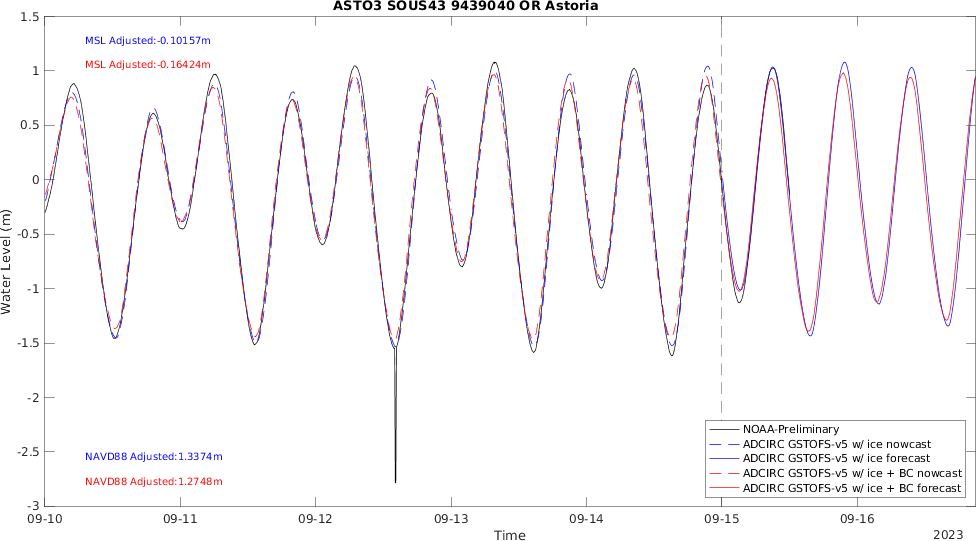 ASTO3 SOUS43 9439040 OR Astoria
1.5
1
0.5
0
-0.5
-1
-1.5
-2
-2.5
-3
Water Level (m)
MSL Adjusted:-0.10157m
MSL Adjusted:-0.16424m
NAVD88 Adjusted:1.3374m
NAVD88 Adjusted:1.2748m
NOAA-Preliminary
ADCIRC GSTOFS-v5 w/ ice nowcast
ADCIRC GSTOFS-v5 w/ ice forecast
ADCIRC GSTOFS-v5 w/ ice + BC nowcast
ADCIRC GSTOFS-v5 w/ ice + BC forecast
09-10 09-11 09-12 09-13 09-14 09-15 09-16
Time
2023